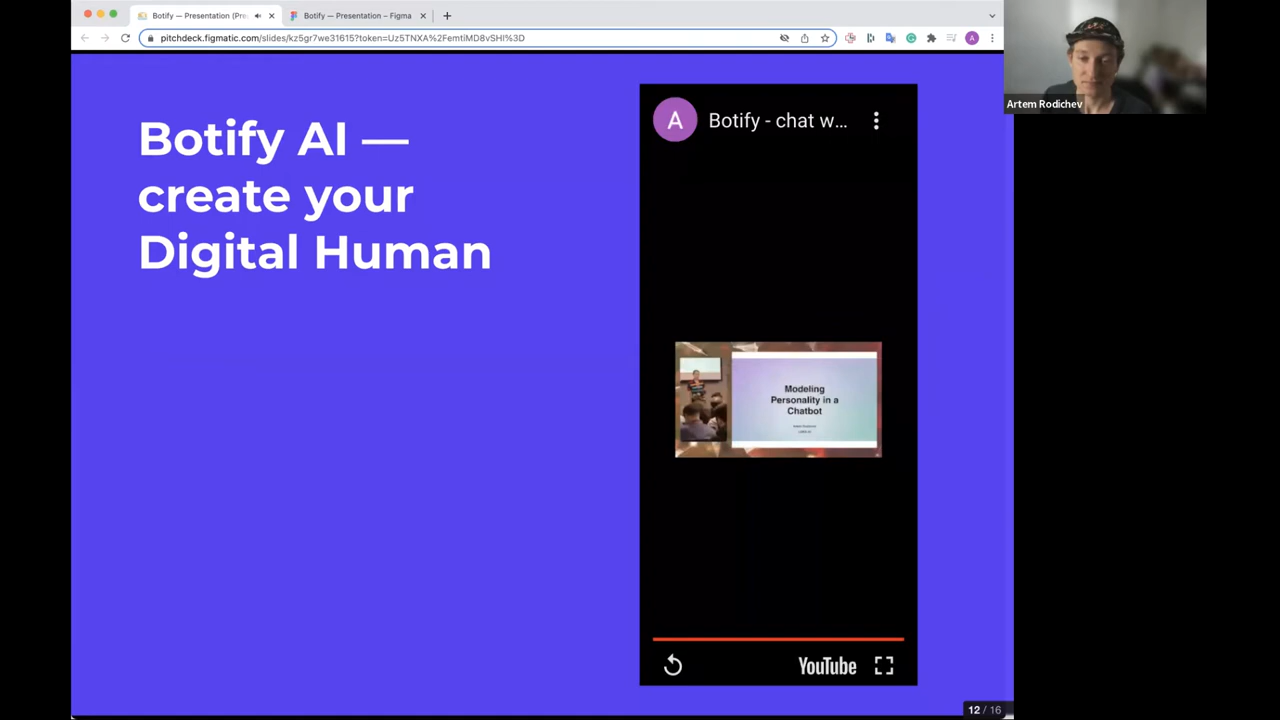 Botify — Presentation (Pre
Botify — Presentation – Figma
pitchdeck.figmatic.com/slides/kz5gr7we31615?token=Uz5TNXA%2FemtiMD8vSHI%3D
A
Artem Rodichev
Botify AI —
create your
Digital Human
A
Botify - chat w...
Modeling
Personality in a
Chatbot
YouTube
12 / 16